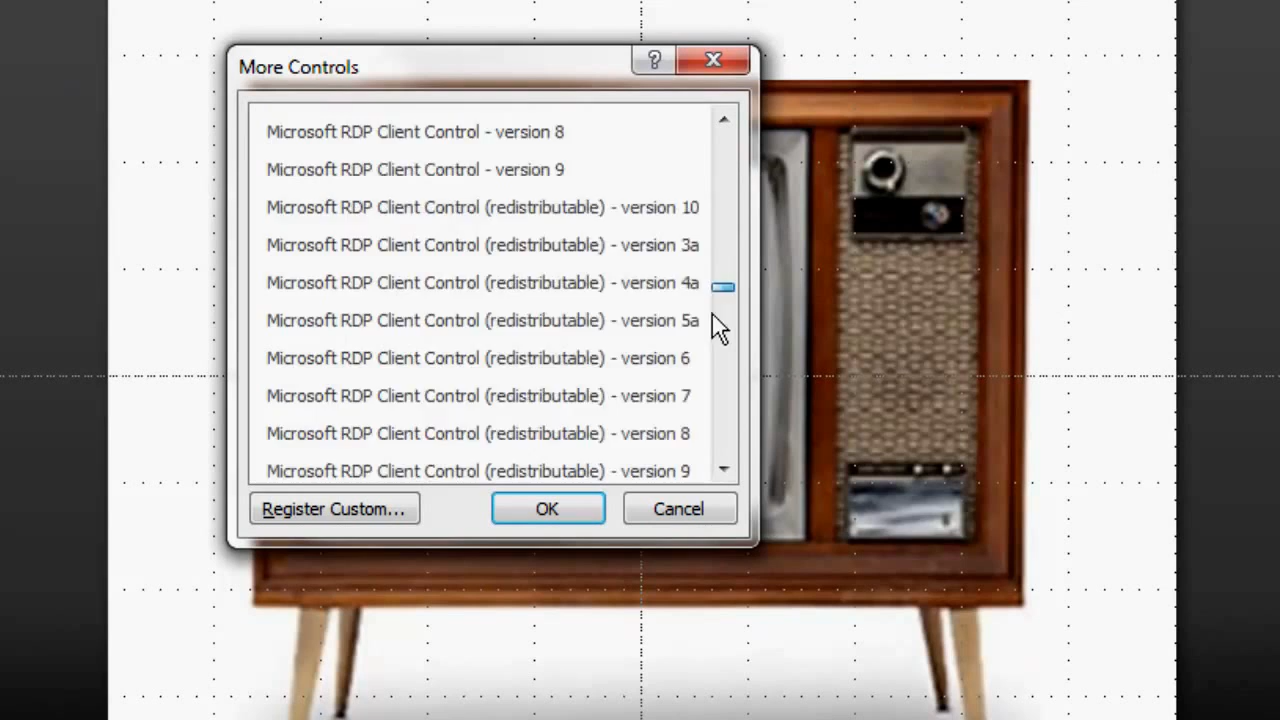 More Controls
?
Microsoft RDP Client Control - version 8
Microsoft RDP Client Control - version 9
Microsoft RDP Client Control (redistributable) - version 10
Microsoft RDP Client Control (redistributable) - version 3a
Microsoft RDP Client Control (redistributable) - version 4a
Microsoft RDP Client Control (redistributable) - version 5a
Microsoft RDP Client Control (redistributable) - version 6
Microsoft RDP Client Control (redistributable) - version 7
Microsoft RDP Client Control (redistributable) - version 8
Microsoft RDP Client Control (redistributable) - version 9
Register Custom... OK Cancel